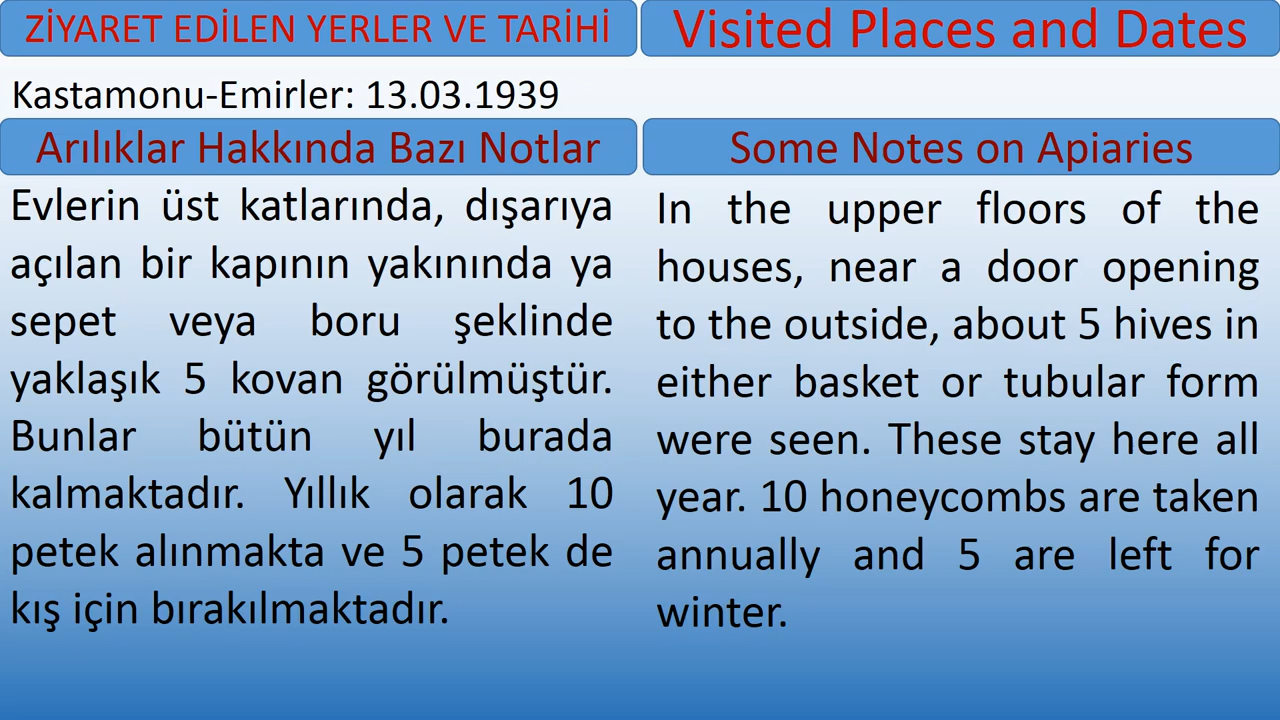 ZİYARET EDİLEN YERLER VE TARİHİ
Visited Places and Dates
Kastamonu-Emirler: 13.03.1939
Arılıklar Hakkında Bazı Notlar
Evlerin üst katlarında, dışarıya
açılan bir kapının yakınında ya
sepet veya boru şeklinde
yaklaşık 5 kovan görülmüştür.
Bunlar bütün yıl burada
kalmaktadır. Yıllık olarak 10
petek alınmakta ve 5 petek de
kış için bırakılmaktadır.
Some Notes on Apiaries
In the upper floors of the
houses, near a door opening
to the outside, about 5 hives in
either basket or tubular form
were seen. These stay here all
year. 10 honeycombs are taken
annually and 5 are left for
winter.